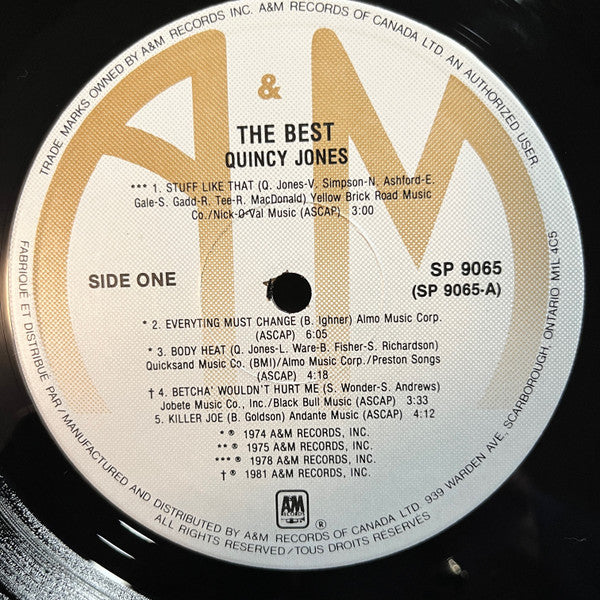 TRADE MARKS OWNED BY A&M RECORDS INC. A&M RECORDS OF CANADA LTD. AN AUTHORIZED USER.
&
A M
THE BEST
QUINCY JONES
*** 1. STUFF LIKE THAT (Q. Jones-V. Simpson-N. Ashford-E.
Gale-S. Gadd-R. Tee-R. MacDonald) Yellow Brick Road Music
Co./Nick-O-Val Music (ASCAP) 3:00
SIDE ONE
SP 9065
(SP 9065-A)
* 2. EVERYTING MUST CHANGE (B. Ighner) Almo Music Corp.
(ASCAP) 6:05
* 3. BODY HEAT (Q. Jones-L. Ware-B. Fisher-S. Richardson)
Quicksand Music Co. (BMI)/Almo Music Corp./Preston Songs
(ASCAP) 4:18
† 4. BETCHA' WOULDN'T HURT ME (S. Wonder-S. Andrews)
Jobete Music Co., Inc./Black Bull Music (ASCAP) 3:33
5. KILLER JOE (B. Goldson) Andante Music (ASCAP) 4:12
* ℗ 1974 A&M RECORDS, INC.
** ℗ 1975 A&M RECORDS, INC.
*** ℗ 1978 A&M RECORDS, INC.
† ℗ 1981 A&M RECORDS, INC.
A&M
RECORDS
®
FABRIQUÉ ET DISTRIBUÉ PAR/MANUFACTURED AND DISTRIBUTED BY A&M RECORDS OF CANADA LTD. 939 WARDEN AVE, SCARBOROUGH, ONTARIO M1L 4C5
ALL RIGHTS RESERVED/TOUS DROITS RESERVÉS